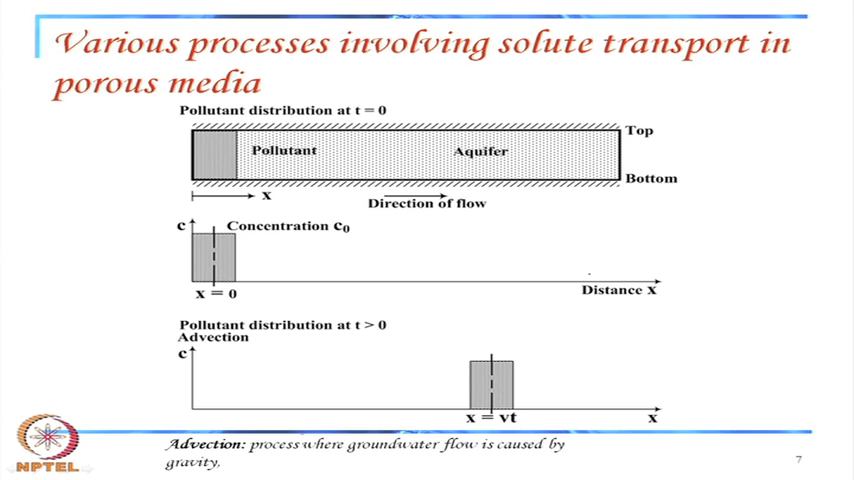 Various processes involving solute transport in
porous media
Pollutant distribution at t = 0
Top
Pollutant
Aquifer
Bottom
x
Direction of flow
c
Concentration c₀
x = 0
Distance x
Pollutant distribution at t > 0
Advection
c
x = vt
x
Advection: process where groundwater flow is caused by
gravity,
NPTEL
7